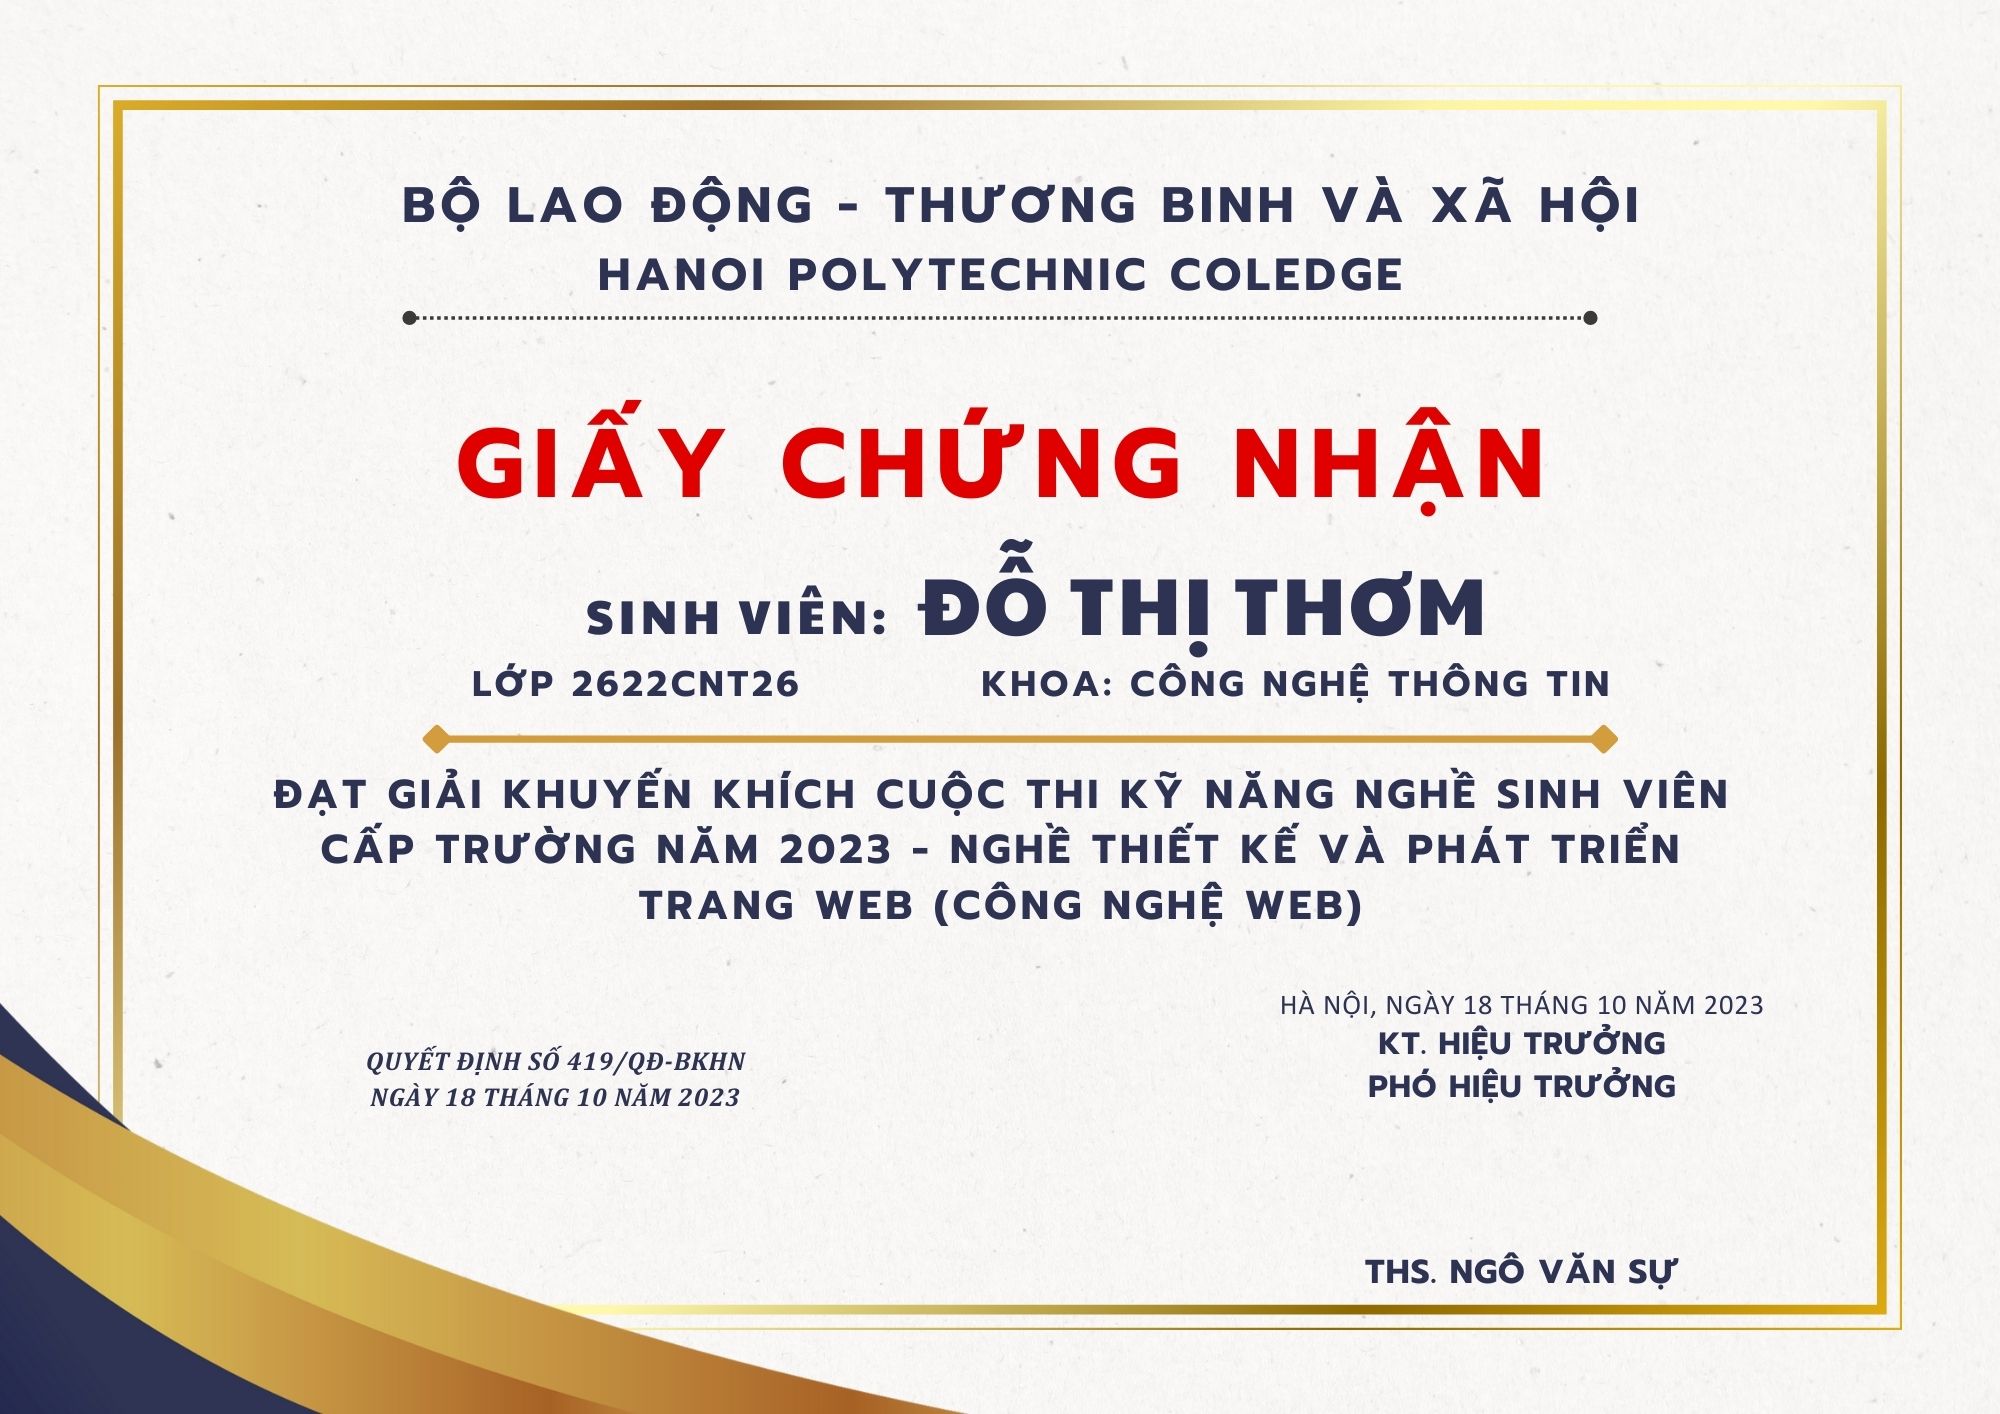 BỘ LAO ĐỘNG - THƯƠNG BINH VÀ XÃ HỘI
HANOI POLYTECHNIC COLEDGE
GIẤY CHỨNG NHẬN
SINH VIÊN: ĐỖ THỊ THƠM
LỚP 2622CNT26 KHOA: CÔNG NGHỆ THÔNG TIN
ĐẠT GIẢI KHUYẾN KHÍCH CUỘC THI KỸ NĂNG NGHỀ SINH VIÊN
CẤP TRƯỜNG NĂM 2023 - NGHỀ THIẾT KẾ VÀ PHÁT TRIỂN
TRANG WEB (CÔNG NGHỆ WEB)
HÀ NỘI, NGÀY 18 THÁNG 10 NĂM 2023
KT. HIỆU TRƯỞNG
PHÓ HIỆU TRƯỞNG
QUYẾT ĐỊNH SỐ 419/QĐ-BKHN
NGÀY 18 THÁNG 10 NĂM 2023
THS. NGÔ VĂN SỰ